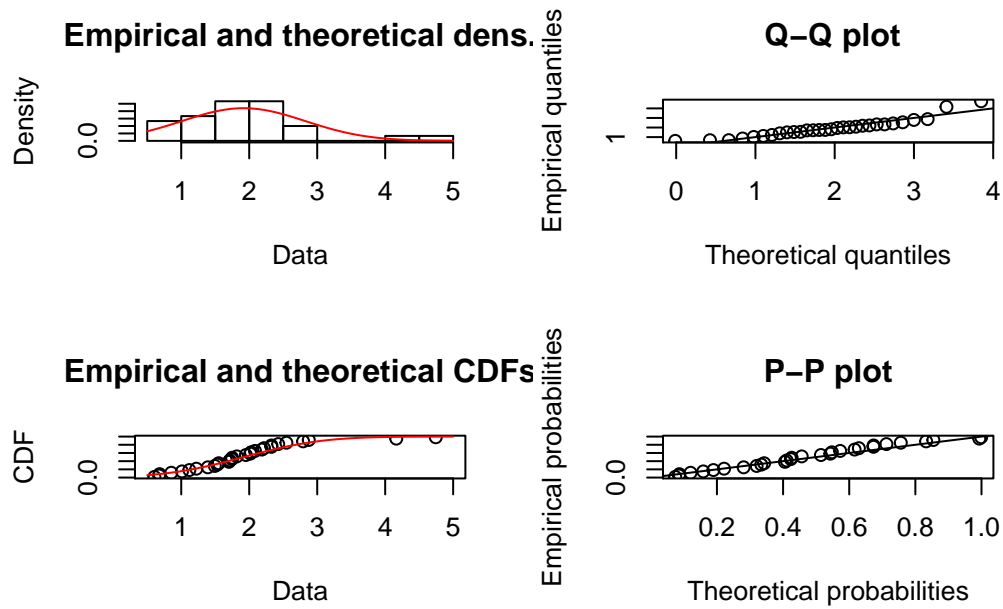 Empirical and theoretical dens.
Density
0.0
1 2 3 4 5
Data
Q−Q plot
Empirical quantiles
1
0 1 2 3 4
Theoretical quantiles
Empirical and theoretical CDFs
CDF
0.0
1 2 3 4 5
Data
P−P plot
Empirical probabilities
0.0
0.2 0.4 0.6 0.8 1.0
Theoretical probabilities